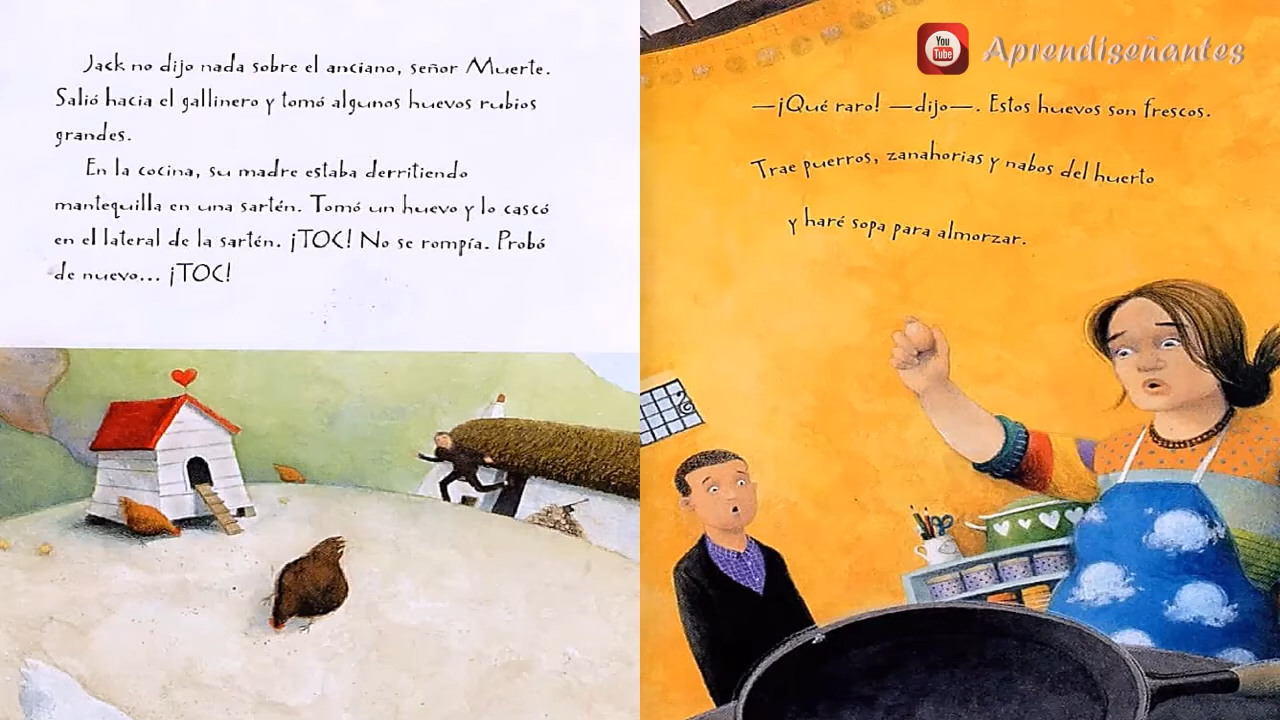 Jack no dijo nada sobre el anciano, señor Muerte.
Salió hacia el gallinero y tomó algunos huevos rubios
grandes.
En la cocina, su madre estaba derritiendo
mantequilla en una sartén. Tomó un huevo y lo cascó
en el lateral de la sartén. ¡TOC! No se rompía. Probó
de nuevo... ¡TOC!
You
Tube
Aprendiseñantes
—¡Qué raro! —dijo—. Estos huevos son frescos.
Trae puerros, zanahorias y nabos del huerto
y haré sopa para almorzar.